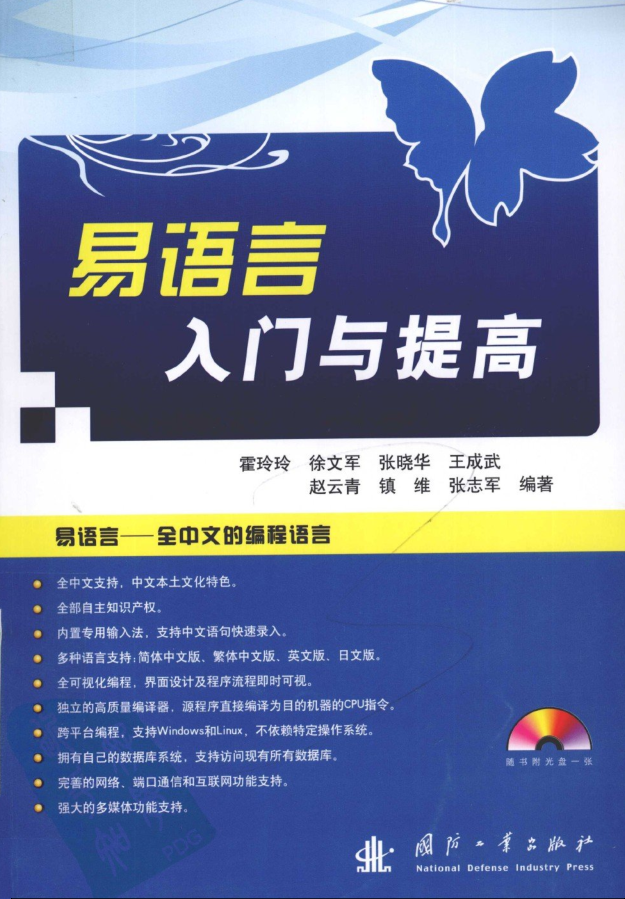 易语言
入门与提高
霍玲玲 徐文军 张晓华 王成武
赵云青 镇 维 张志军 编著
易语言——全中文的编程语言
全中文支持，中文本土文化特色。
全部自主知识产权。
内置专用输入法，支持中文语句快速录入。
多种语言支持：简体中文版、繁体中文版、英文版、日文版。
全可视化编程，界面设计及程序流程即时可视。
独立的高质量编译器，源程序直接编译为目的机器的CPU指令。
跨平台编程，支持Windows和Linux，不依赖特定操作系统。
拥有自己的数据库系统，支持访问现有所有数据库。
完善的网络、端口通信和互联网功能支持。
强大的多媒体功能支持。
随书附光盘一张
国防工业出版社
National Defense Industry Press